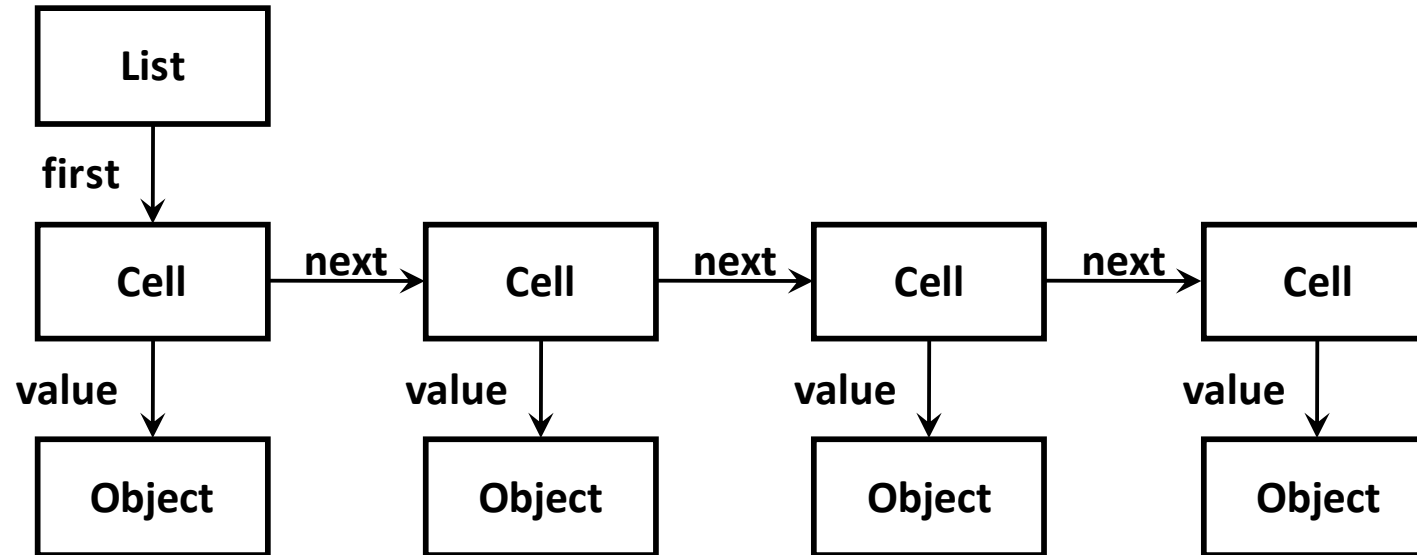 List
first
Cell next Cell next Cell next Cell
value value value value
Object Object Object Object